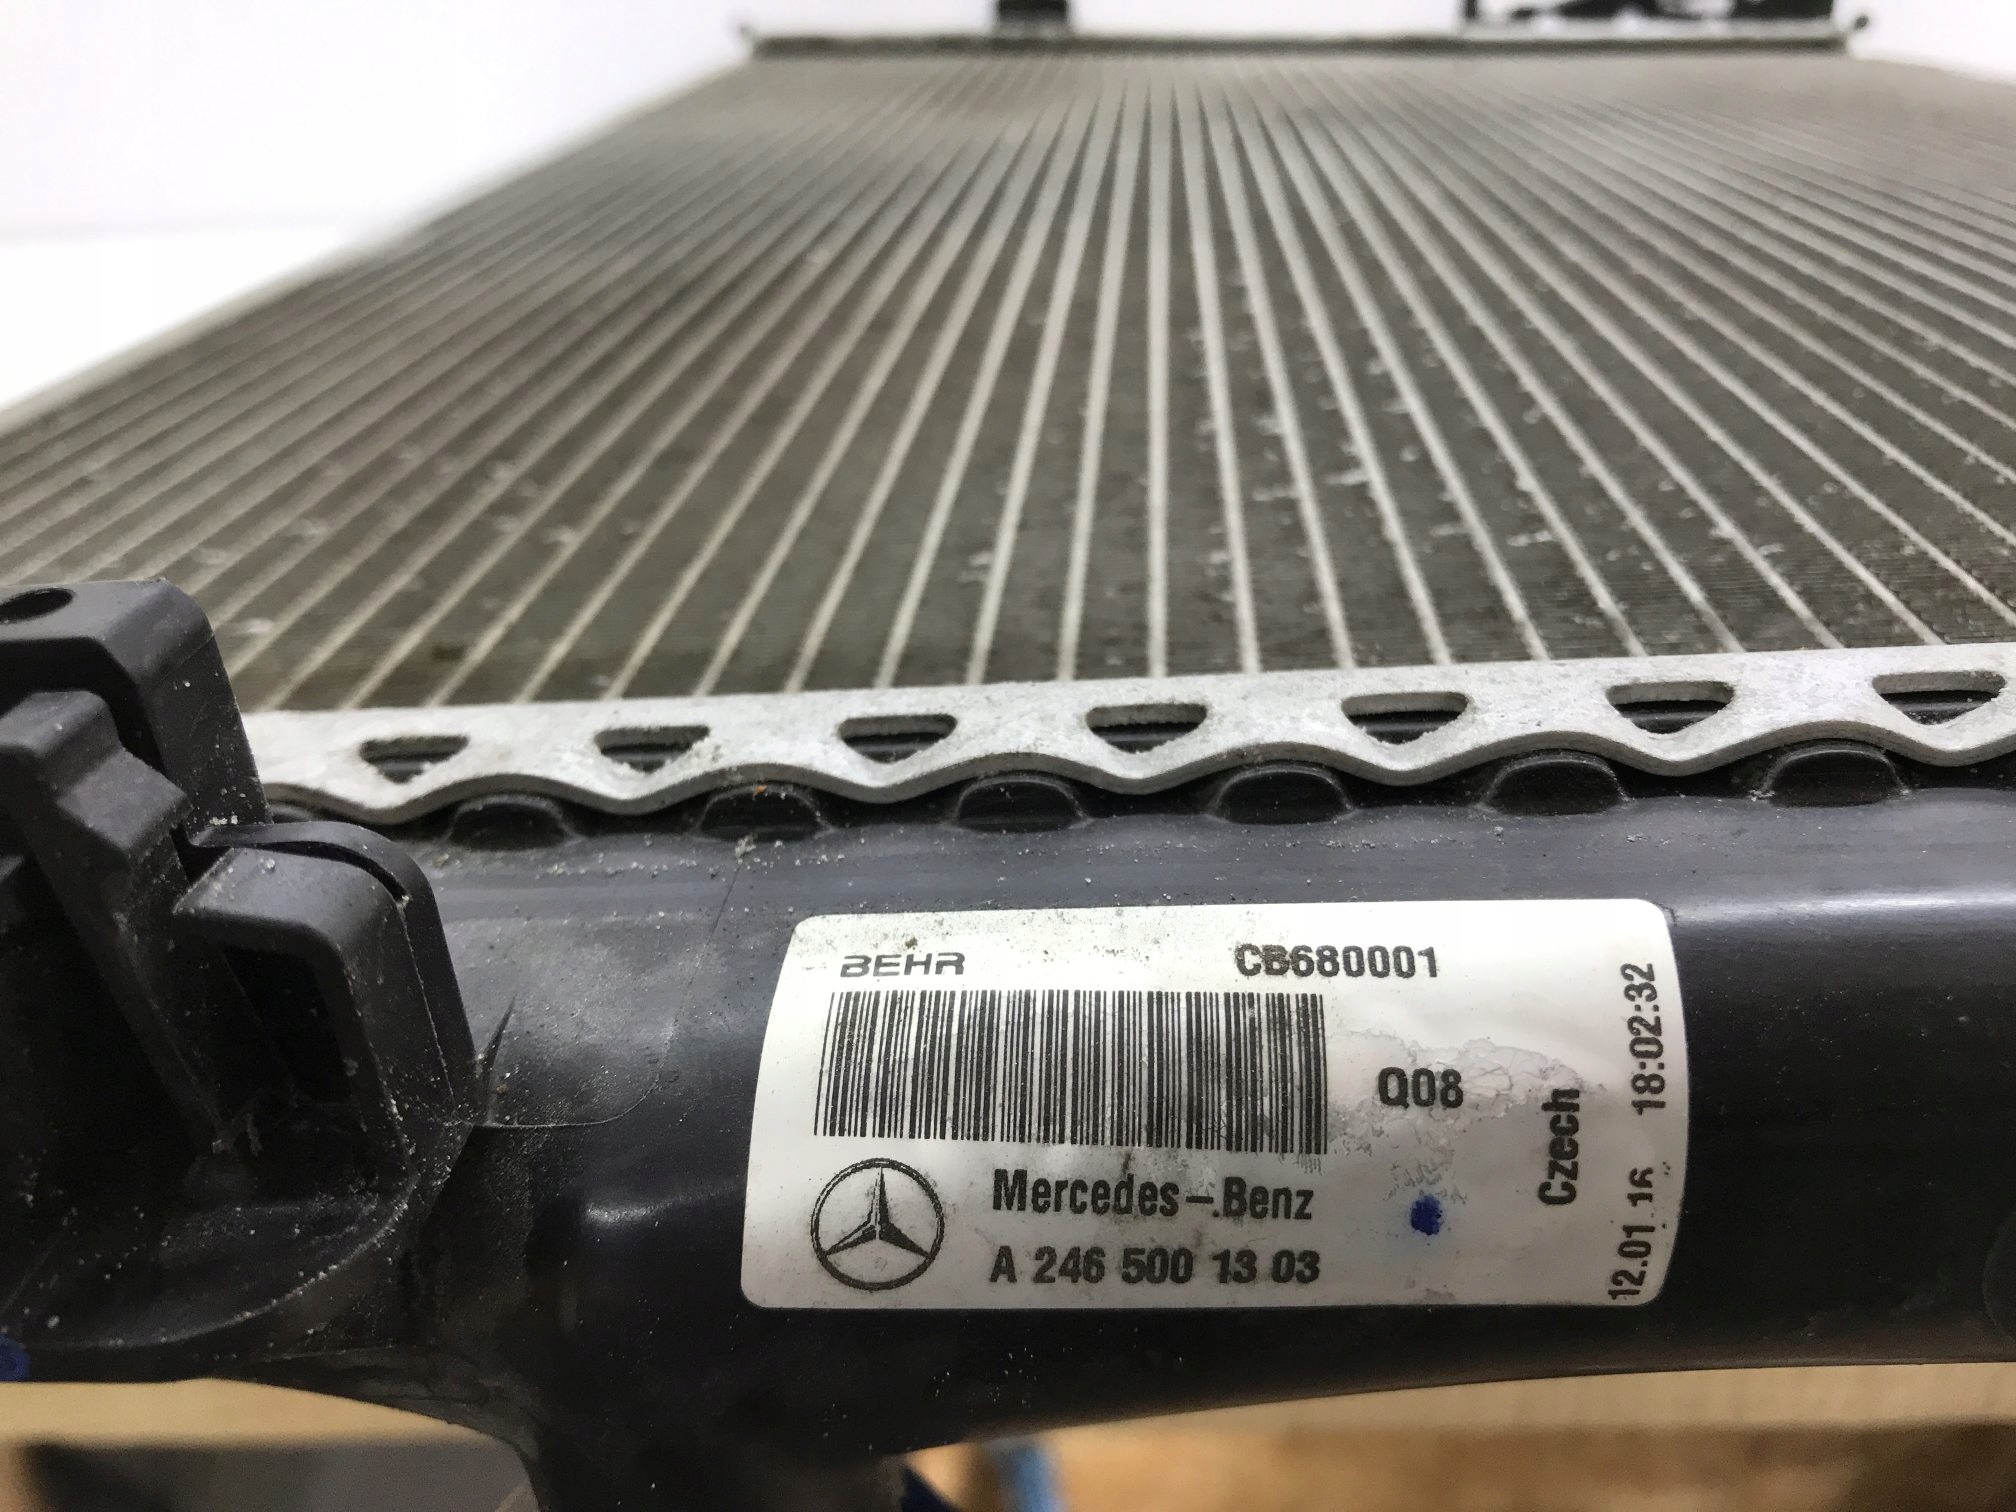 BEHR CB680001
Q08
Mercedes-Benz
A 246 500 13 03
Czech
12.01.16 18:02:32